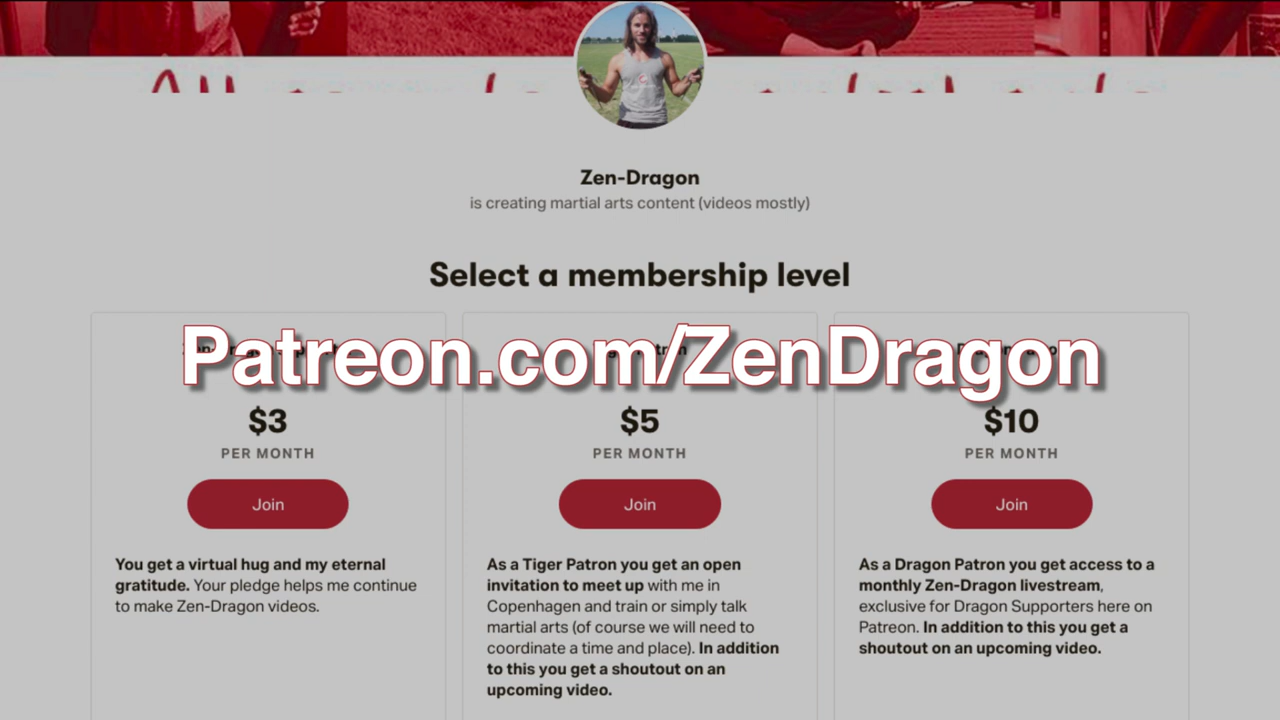 Zen-Dragon
is creating martial arts content (videos mostly)
Select a membership level
Patreon.com/ZenDragon
$3
PER MONTH
Join
You get a virtual hug and my eternal
gratitude. Your pledge helps me continue
to make Zen-Dragon videos.
$5
PER MONTH
Join
As a Tiger Patron you get an open
invitation to meet up with me in
Copenhagen and train or simply talk
martial arts (of course we will need to
coordinate a time and place). In addition
to this you get a shoutout on an
upcoming video.
$10
PER MONTH
Join
As a Dragon Patron you get access to a
monthly Zen-Dragon livestream,
exclusive for Dragon Supporters here on
Patreon. In addition to this you get a
shoutout on an upcoming video.